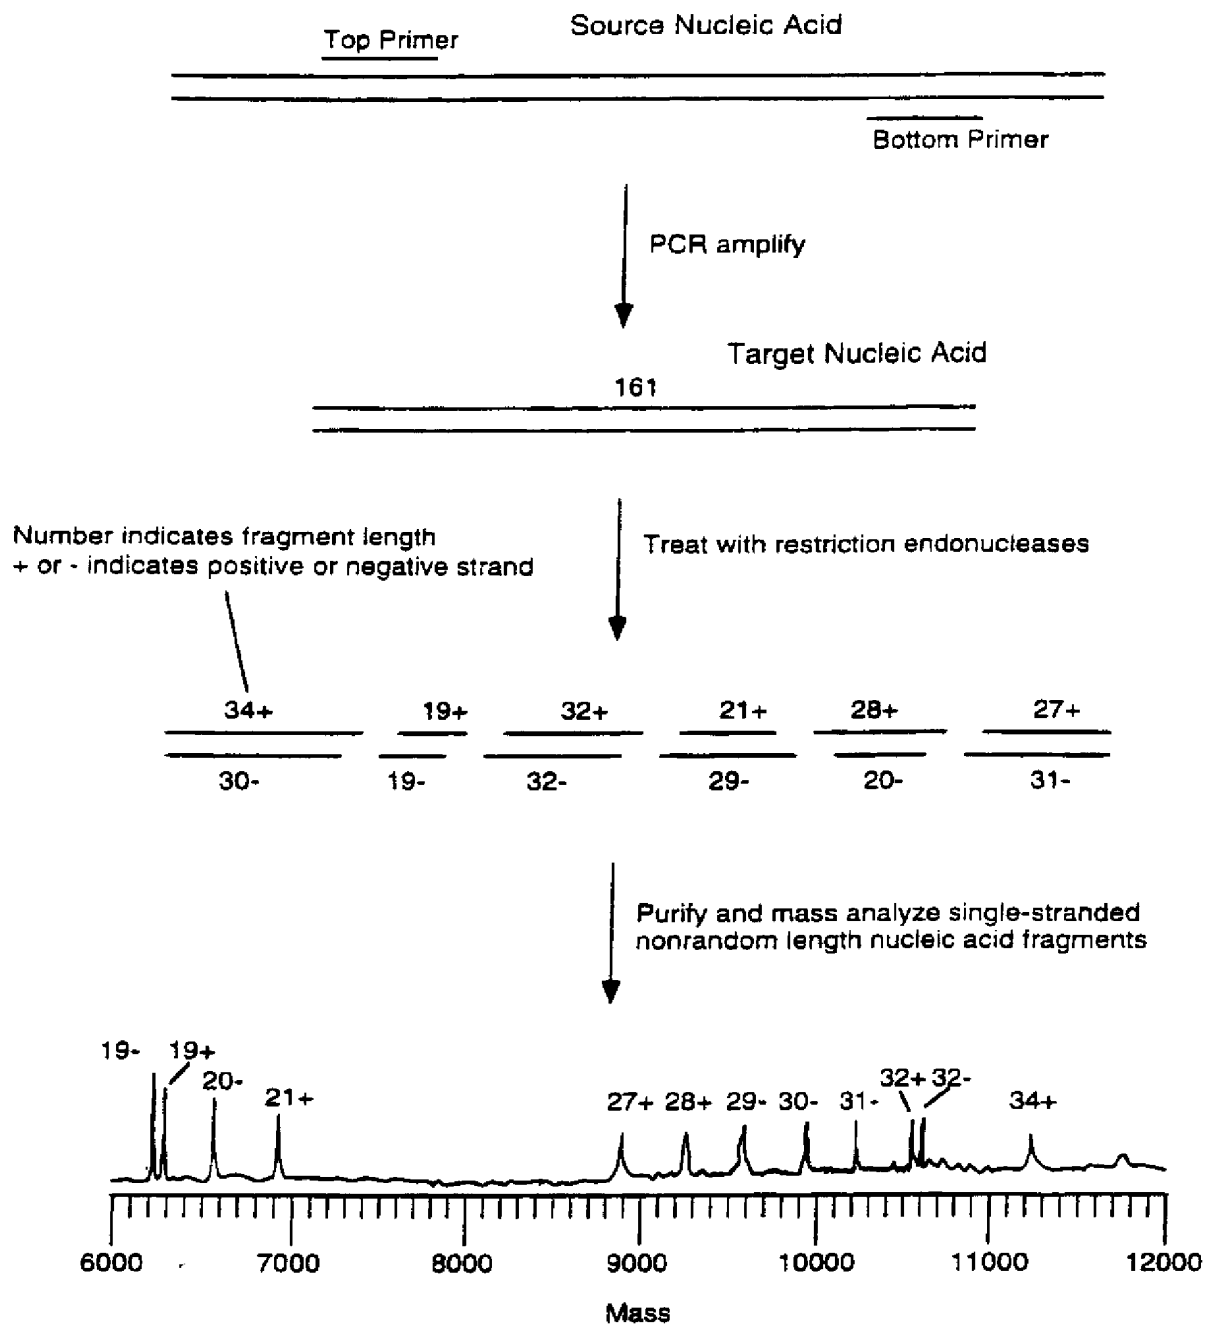 Source Nucleic Acid
Top Primer
Bottom Primer
PCR amplify
Target Nucleic Acid
161
Number indicates fragment length
+ or - indicates positive or negative strand
Treat with restriction endonucleases
34+ 19+ 32+ 21+ 28+ 27+
30- 19- 32- 29- 20- 31-
Purify and mass analyze single-stranded
nonrandom length nucleic acid fragments
19- 19+
20-
21+
27+ 28+ 29- 30- 31- 32+ 32- 34+
6000 7000 8000 9000 10000 11000 12000
Mass